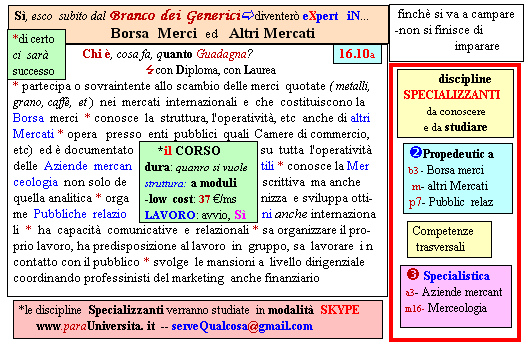 Sì, esco subito dal Branco dei Generici diventerò eXpert iN...
Borsa Merci ed Altri Mercati
*di certo
ci sarà
successo
Chi è, cosa fa, quanto Guadagna?
con Diploma, con Laurea
16.10a
* partecipa o sovraintente allo scambio delle merci quotate ( metalli,
grano, caffè, et ) nei mercati internazionali e che costituiscono la
Borsa merci * conosce la struttura, l'operatività, etc anche di altri
Mercati * opera presso enti pubblici quali Camere di commercio,
etc) ed è documentato su tutta l'operatività
delle Aziende mercan tili * conosce la Mer
ceologia non solo de scrittiva ma anche
quella analitica * orga nizza e sviluppa otti-
me Pubbliche relazio ni anche internaziona
li * ha capacità comunicative e relazionali * sa organizzare il pro-
prio lavoro, ha predisposizione al lavoro in gruppo, sa lavorare i n
contatto con il pubblico * svolge le mansioni a livello dirigenziale
coordinando professinisti del marketing anche finanziario
*il CORSO
dura: quanro si vuole
struttura: a moduli
-low cost: 37 €/ms
LAVORO: avvio, Sì
*le discipline Specializzanti verranno studiate in modalità SKYPE
www.paraUniversita. it -- serveQualcosa@gmail.com
finchè si va a campare
-non si finisce di
imparare
discipline
SPECIALIZZANTI
da conoscere
e da studiare
❷Propedeutic a
b3- Borsa merci
m- altri Mercati
p7- Pubblic relaz
Competenze
trasversali
❸ Specialistica
a3- Aziende mercant
m16- Merceologia